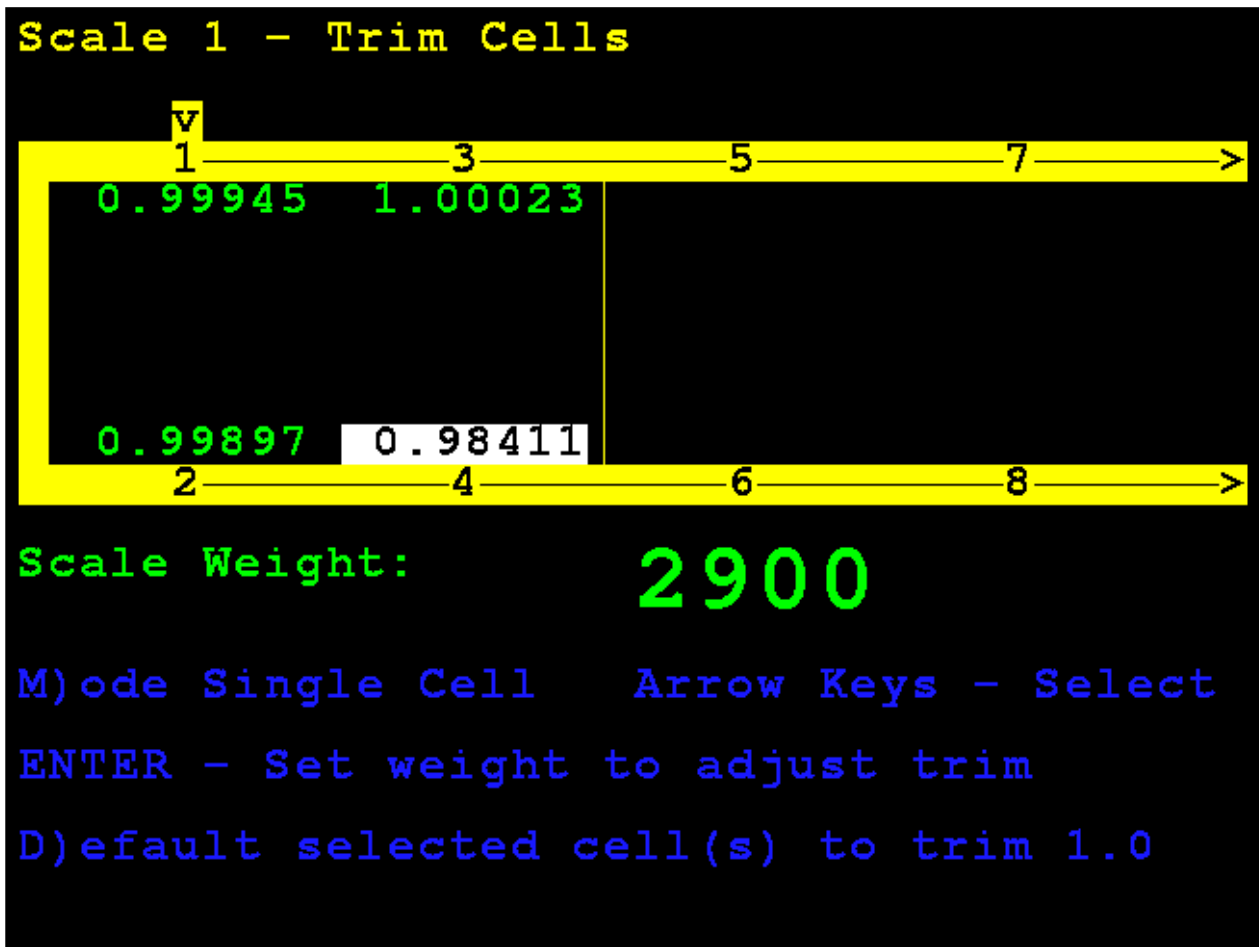 Scale 1 - Trim Cells
v
1 3 5 7 >
0.99945 1.00023
0.99897 0.98411
2 4 6 8 >
Scale Weight: 2900
M)ode Single Cell Arrow Keys - Select
ENTER - Set weight to adjust trim
D)efault selected cell(s) to trim 1.0